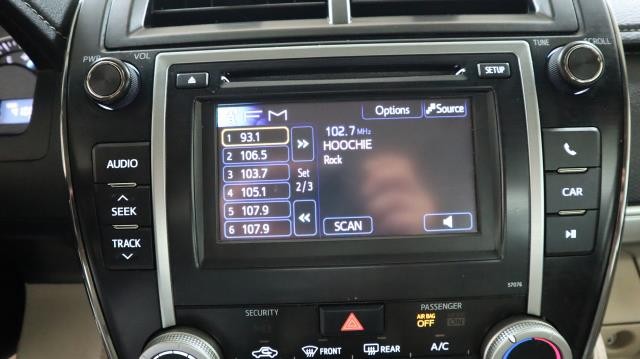 PWR VOL
TUNE SCROLL
SETUP
FM
Options
Source
1 93.1
2 106.5
3 103.7
4 105.1
5 107.9
6 107.9
Set
2/3
102.7 MHz
HOOCHIE
Rock
SCAN
AUDIO
SEEK
TRACK
CAR
57076
SECURITY
PASSENGER
AIR BAG
OFF
FRONT
REAR
A/C